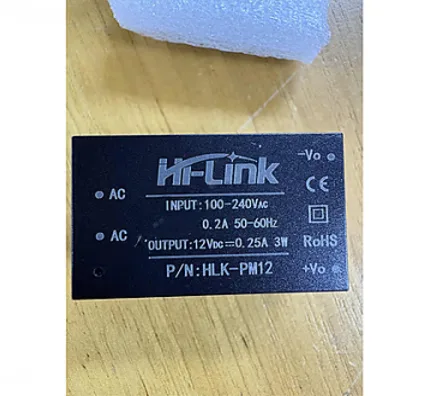 Hi-Link
-Vo
AC
INPUT:100-240VAC
0.2A 50-60Hz
AC
OUTPUT:12VDC⎓0.25A 3W
RoHS
P/N:HLK-PM12
+Vo
CE